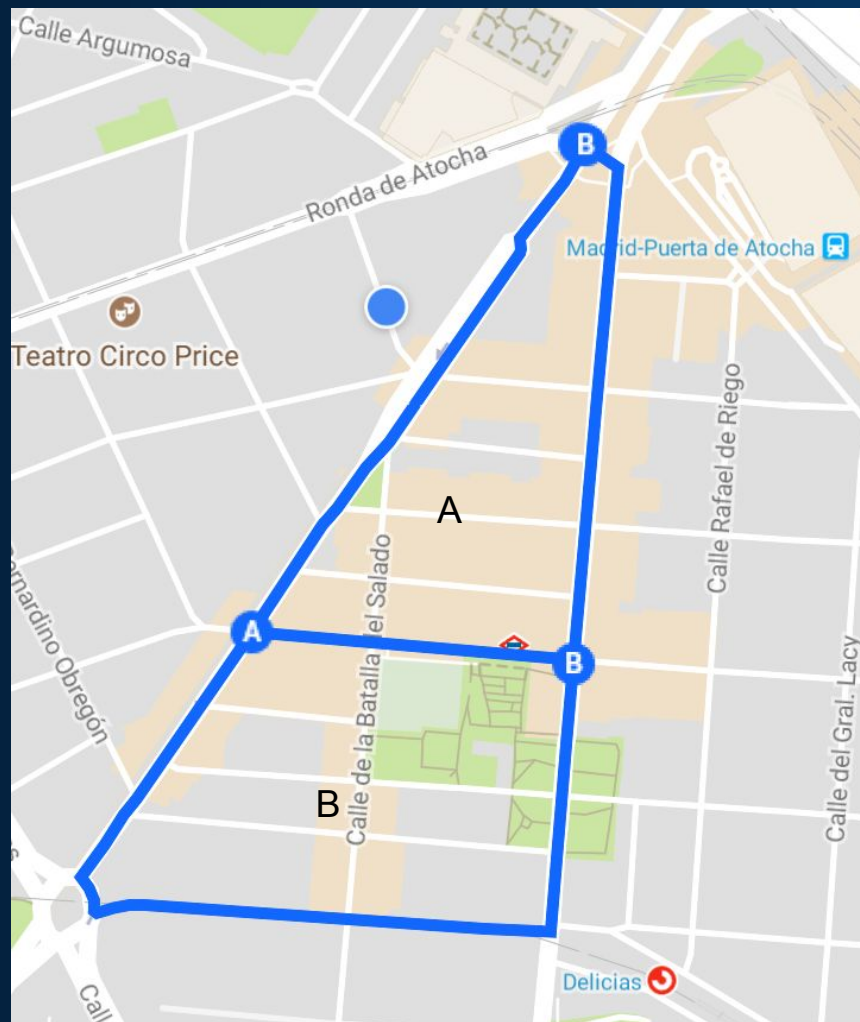 Calle Argumosa
B
Ronda de Atocha
Madrid-Puerta de Atocha
Teatro Circo Price
Calle Rafael de Riego
A
Calle de la Batalla del Salado
A
B
Obregón
Calle del Gral. Lacy
B
Delicias